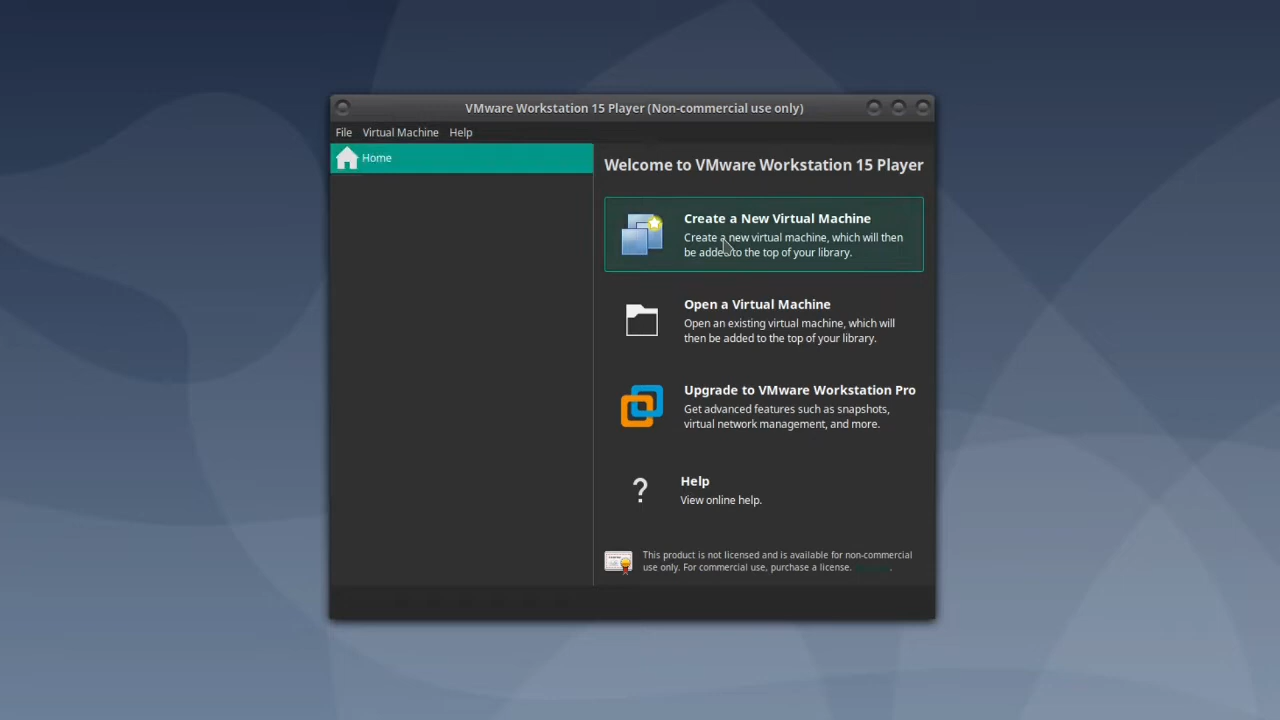 VMware Workstation 15 Player (Non-commercial use only)
File Virtual Machine Help
Home
Welcome to VMware Workstation 15 Player
Create a New Virtual Machine
Create a new virtual machine, which will then
be added to the top of your library.
Open a Virtual Machine
Open an existing virtual machine, which will
then be added to the top of your library.
Upgrade to VMware Workstation Pro
Get advanced features such as snapshots,
virtual network management, and more.
?
Help
View online help.
This product is not licensed and is available for non-commercial
use only. For commercial use, purchase a license. .